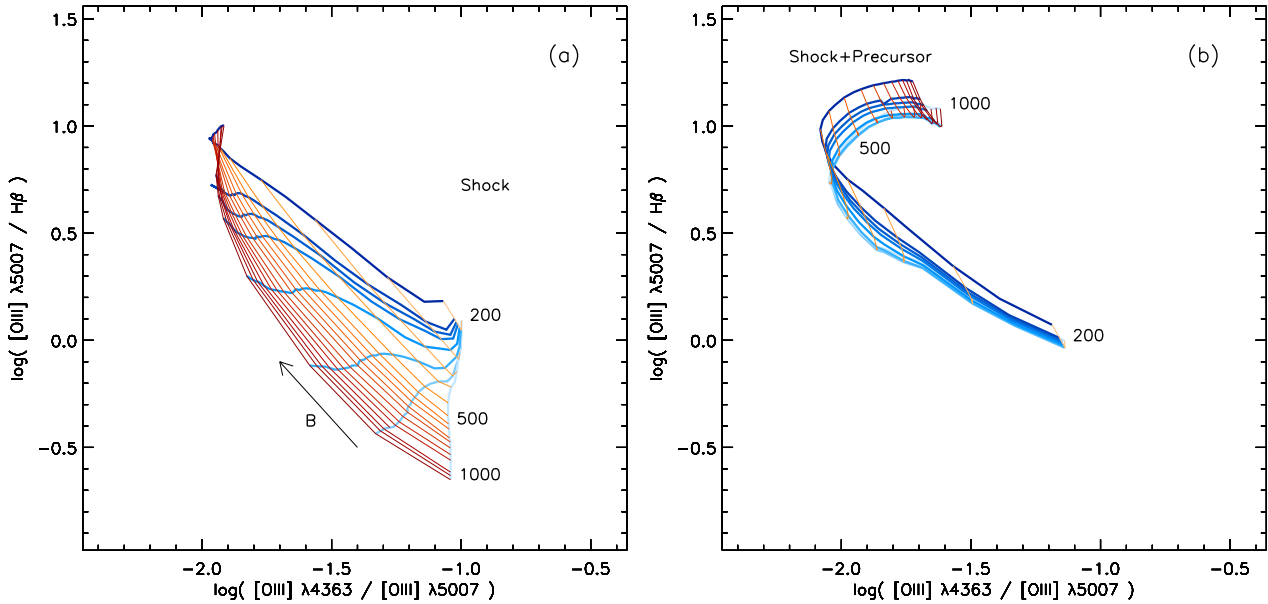 1.5
1.0
0.5
0.0
−0.5
−2.0 −1.5 −1.0 −0.5
log( [OIII] λ5007 / Hβ )
log( [OIII] λ4363 / [OIII] λ5007 )
(a)
Shock
200
500
1000
B
1.5
1.0
0.5
0.0
−0.5
−2.0 −1.5 −1.0 −0.5
log( [OIII] λ5007 / Hβ )
log( [OIII] λ4363 / [OIII] λ5007 )
(b)
Shock+Precursor
1000
500
200